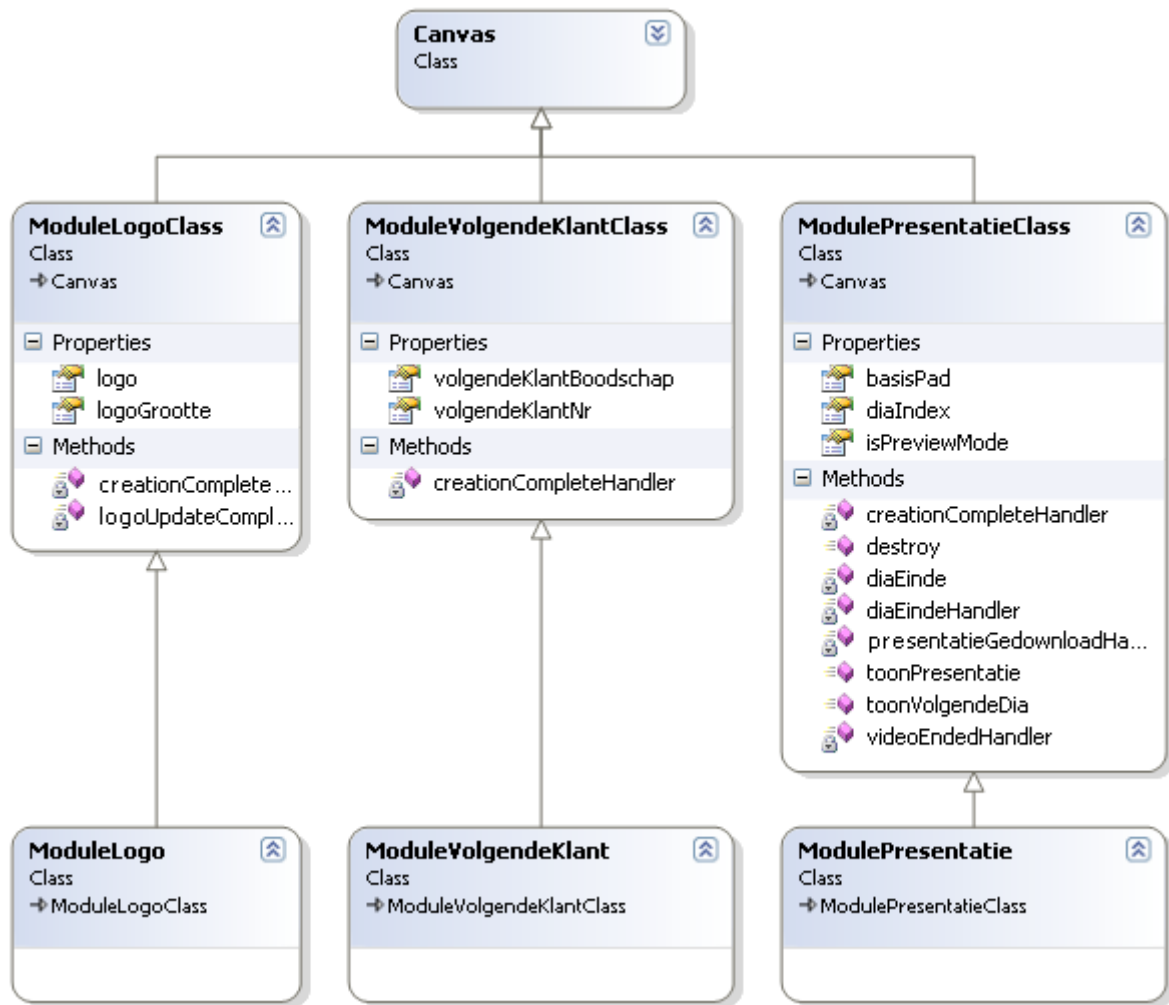 Canvas
Class
ModuleLogoClass
Class
Canvas
Properties
logo
logoGrootte
Methods
creationComplete...
logoUpdateCompl...
ModuleVolgendeKlantClass
Class
Canvas
Properties
volgendeKlantBoodschap
volgendeKlantNr
Methods
creationCompleteHandler
ModulePresentatieClass
Class
Canvas
Properties
basisPad
diaIndex
isPreviewMode
Methods
creationCompleteHandler
destroy
diaEinde
diaEindeHandler
presentatieGedownloadHa...
toonPresentatie
toonVolgendeDia
videoEndedHandler
ModuleLogo
Class
ModuleLogoClass
ModuleVolgendeKlant
Class
ModuleVolgendeKlantClass
ModulePresentatie
Class
ModulePresentatieClass